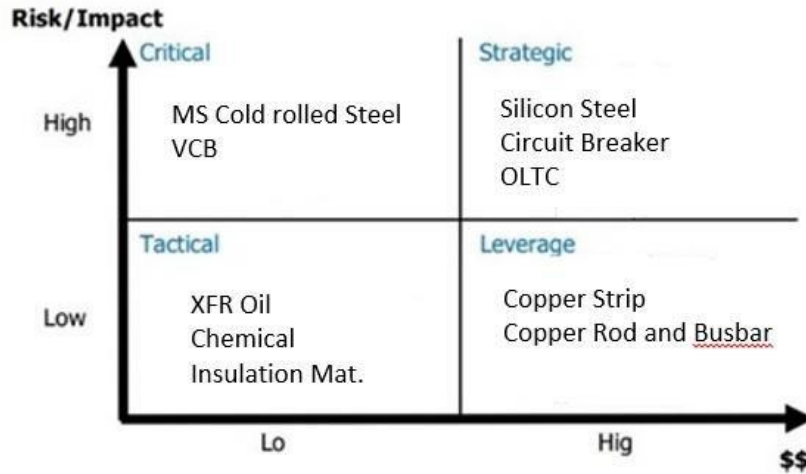 Risk/Impact
Critical
Strategic
High
MS Cold rolled Steel
VCB
Silicon Steel
Circuit Breaker
OLTC
Tactical
Leverage
Low
XFR Oil
Chemical
Insulation Mat.
Copper Strip
Copper Rod and Busbar
Lo
Hig
$$